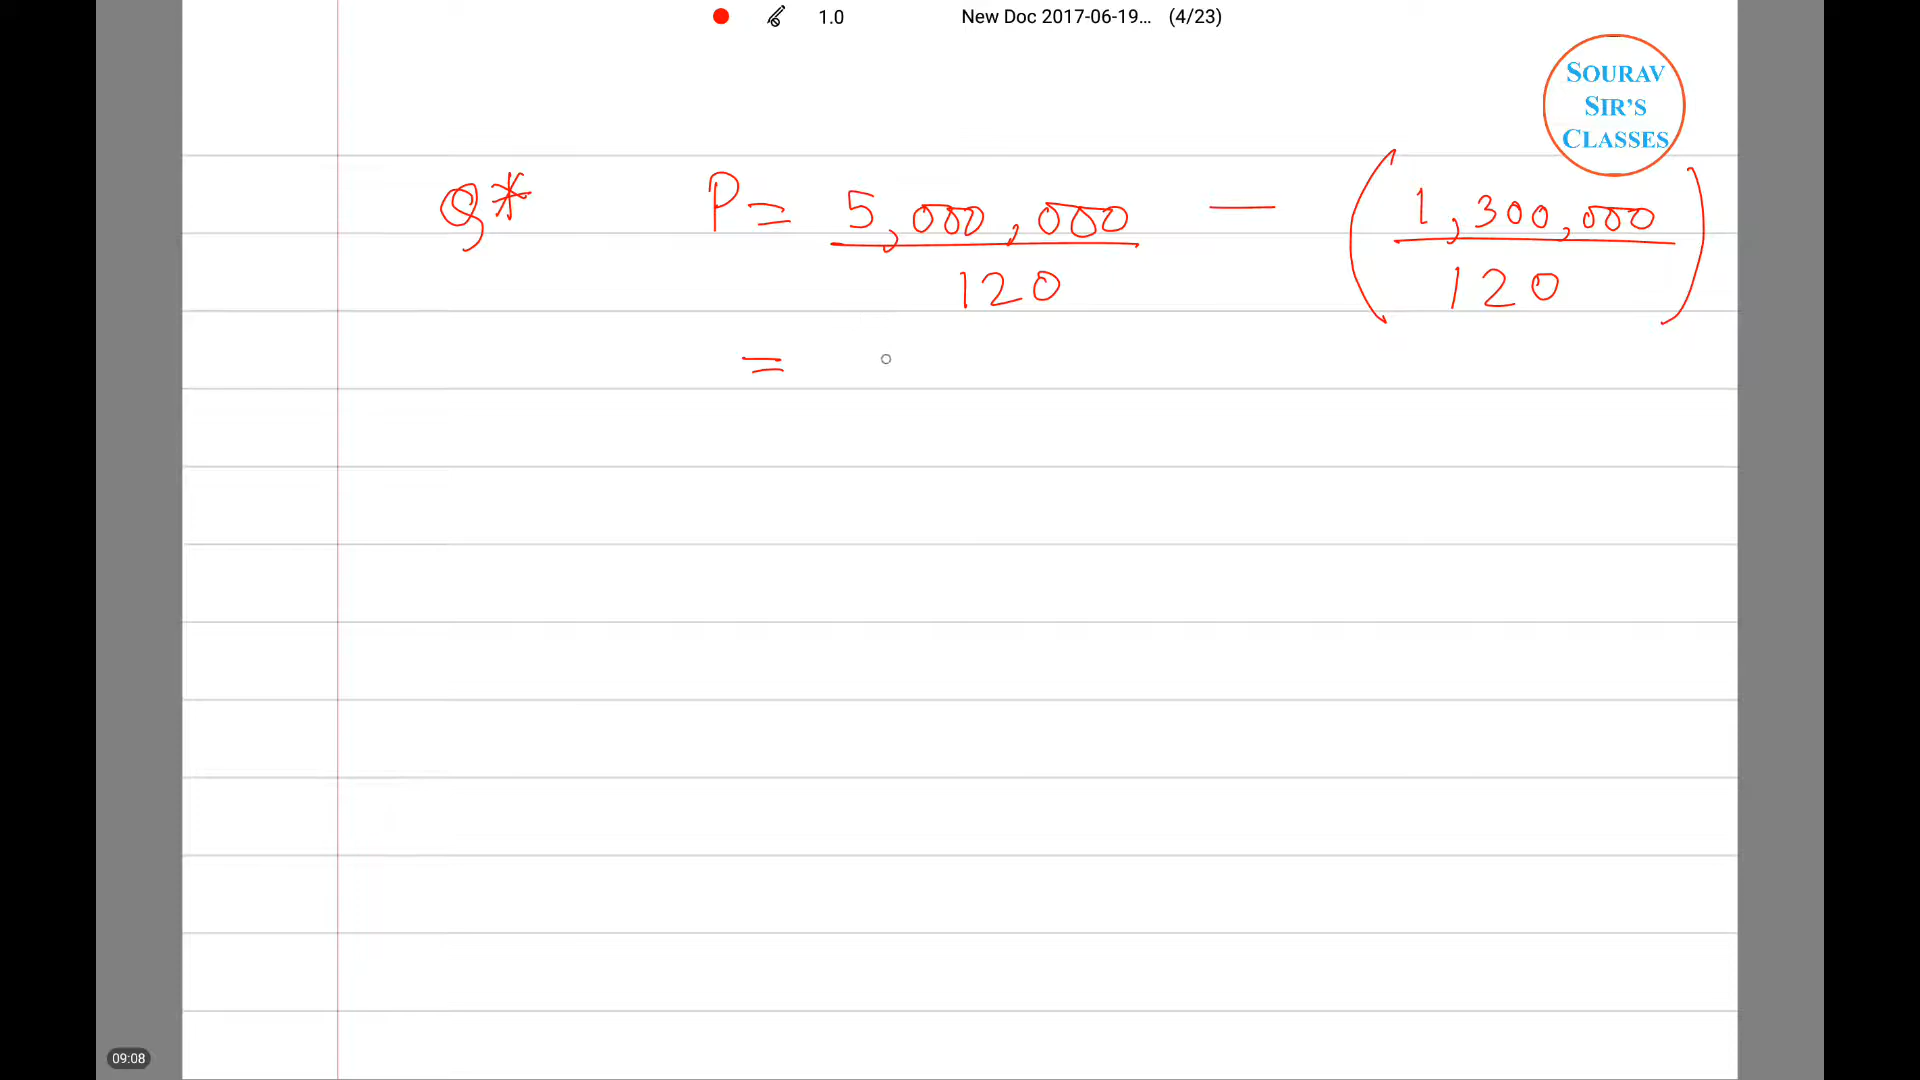 1.0 New Doc 2017-06-19... (4/23)
SOURAV
SIR'S
CLASSES
Q* P = 5,000,000 — (1,300,000)
120 120
=
09:08